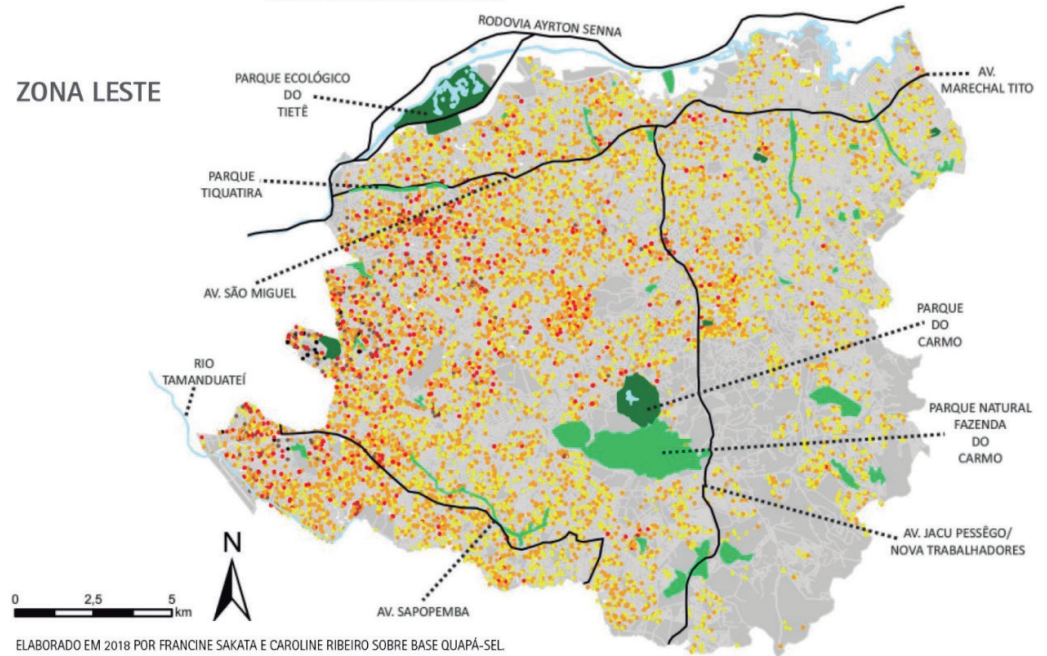 RODOVIA AYRTON SENNA
ZONA LESTE
PARQUE ECOLÓGICO
DO
TIETÊ
AV.
MARECHAL TITO
PARQUE
TIQUATIRA
AV. SÃO MIGUEL
PARQUE
DO
CARMO
RIO
TAMANDUATEÍ
PARQUE NATURAL
FAZENDA
DO
CARMO
AV. JACU PESSÊGO/
NOVA TRABALHADORES
N
0 2,5 5
km
AV. SAPOPEMBA
ELABORADO EM 2018 POR FRANCINE SAKATA E CAROLINE RIBEIRO SOBRE BASE QUAPÁ-SEL.